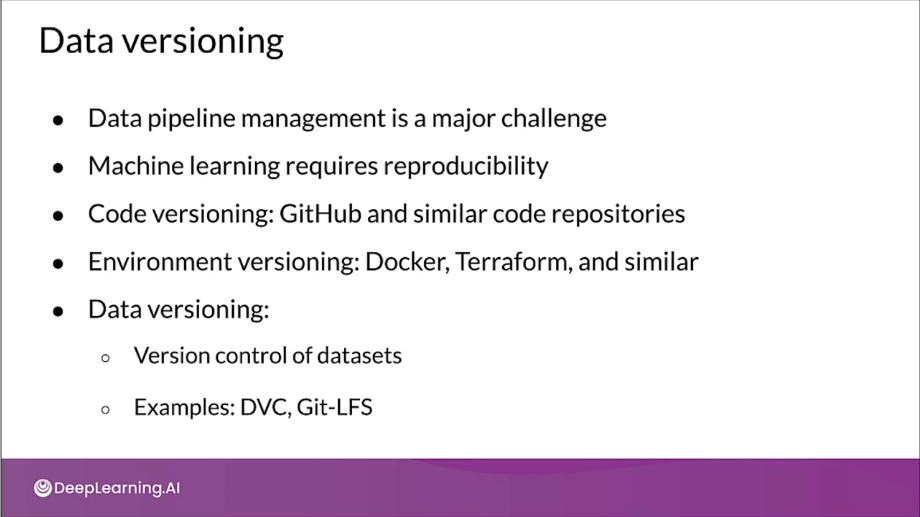 Data versioning
● Data pipeline management is a major challenge
● Machine learning requires reproducibility
● Code versioning: GitHub and similar code repositories
● Environment versioning: Docker, Terraform, and similar
● Data versioning:
○ Version control of datasets
○ Examples: DVC, Git-LFS
DeepLearning.AI